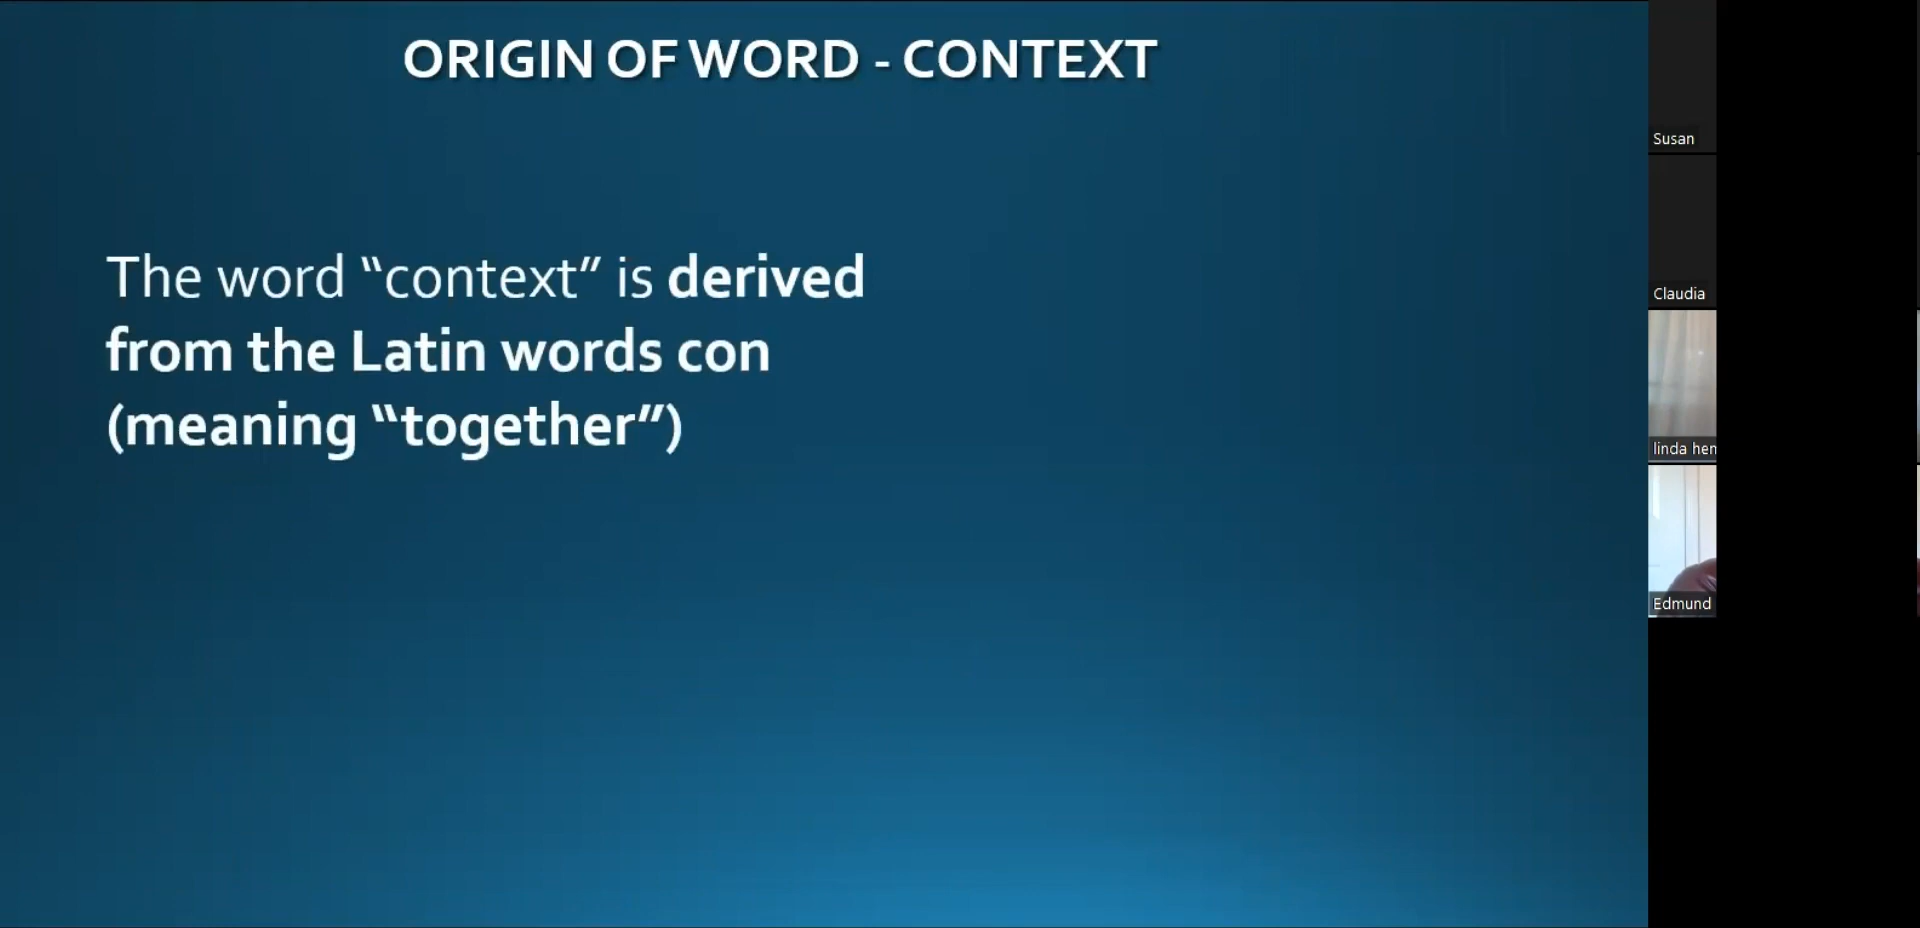 ORIGIN OF WORD - CONTEXT
The word “context” is derived
from the Latin words con
(meaning “together”)
Susan
Claudia
linda hen
Edmund